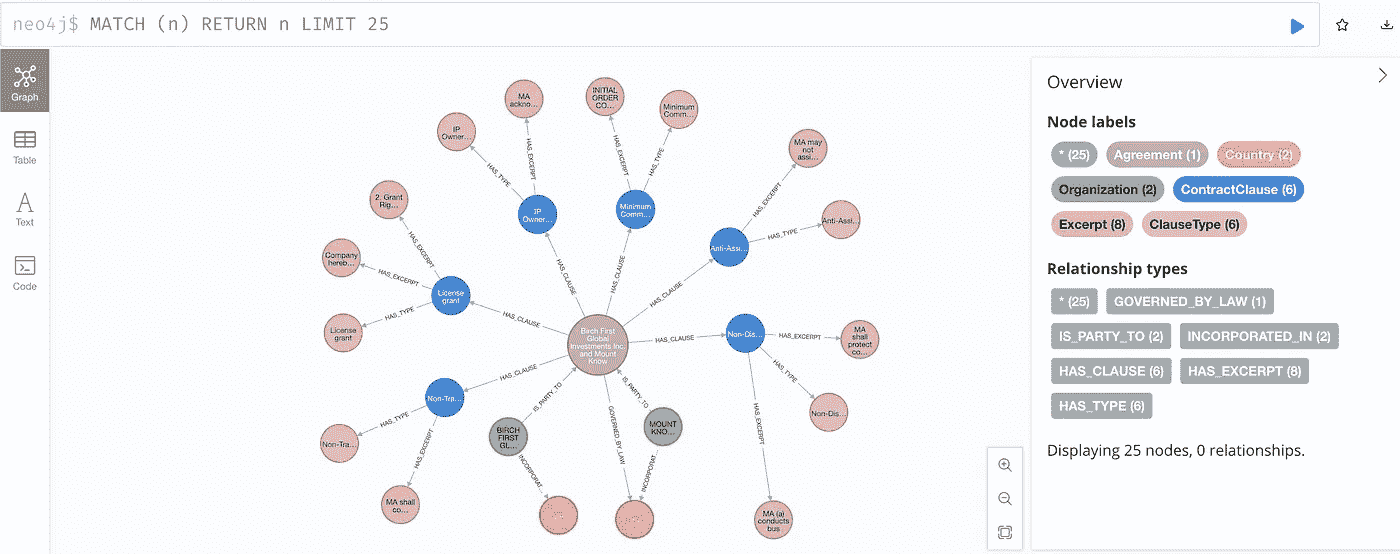 neo4j$ MATCH (n) RETURN n LIMIT 25
Graph
Table
Text
Code
MA
ackno...
IP
Owner...
INITIAL
ORDER
CO...
Minimum
Comm...
MA may
not
assi...
Anti-Assi...
2. Grant
Rig...
Company
hereb...
License
grant
IP
Owner...
Minimum
Comm...
Anti-Assi...
License
grant
Non-Dis...
MA
shall
protect
co...
Non-Dis...
MA (a)
conducts
bus
Birch First
Global
Investments Inc.
and Mount
Know
Non-Tra...
Non-Tra...
MA shall
co...
BIRCH
FIRST
GL...
MOUNT
KNO...
HAS_TYPE
HAS_EXCERPT
HAS_EXCERPT
HAS_TYPE
HAS_EXCERPT
HAS_TYPE
HAS_EXCERPT
HAS_EXCERPT
HAS_TYPE
HAS_CLAUSE
HAS_CLAUSE
HAS_CLAUSE
HAS_CLAUSE
HAS_CLAUSE
HAS_CLAUSE
HAS_EXCERPT
HAS_TYPE
HAS_EXCERPT
HAS_TYPE
HAS_EXCERPT
IS_PARTY_TO
IS_PARTY_TO
GOVERNED_BY_LAW
INCORPORAT...
INCORPORAT...
Overview
Node labels
* (25) Agreement (1) Country (2)
Organization (2) ContractClause (6)
Excerpt (8) ClauseType (6)
Relationship types
* (25) GOVERNED_BY_LAW (1)
IS_PARTY_TO (2) INCORPORATED_IN (2)
HAS_CLAUSE (6) HAS_EXCERPT (8)
HAS_TYPE (6)
Displaying 25 nodes, 0 relationships.